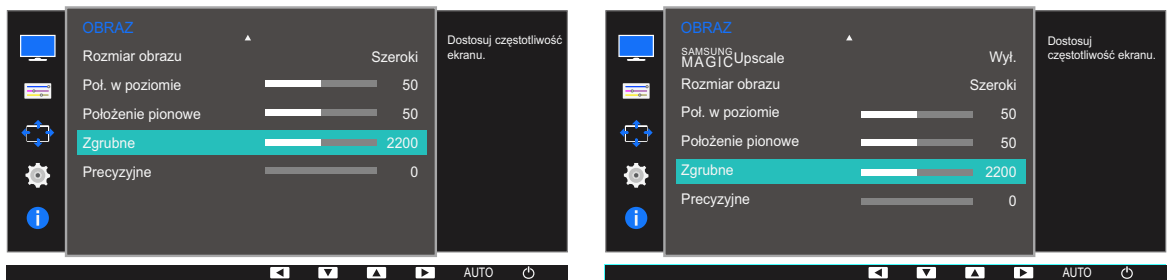 OBRAZ
Rozmiar obrazu Szeroki
Poł. w poziomie 50
Położenie pionowe 50
Zgrubne 2200
Precyzyjne 0
Dostosuj częstotliwość
ekranu.
AUTO
OBRAZ
SAMSUNG
MAGICUpscale Wył.
Rozmiar obrazu Szeroki
Poł. w poziomie 50
Położenie pionowe 50
Zgrubne 2200
Precyzyjne 0
Dostosuj
częstotliwość ekranu.
AUTO